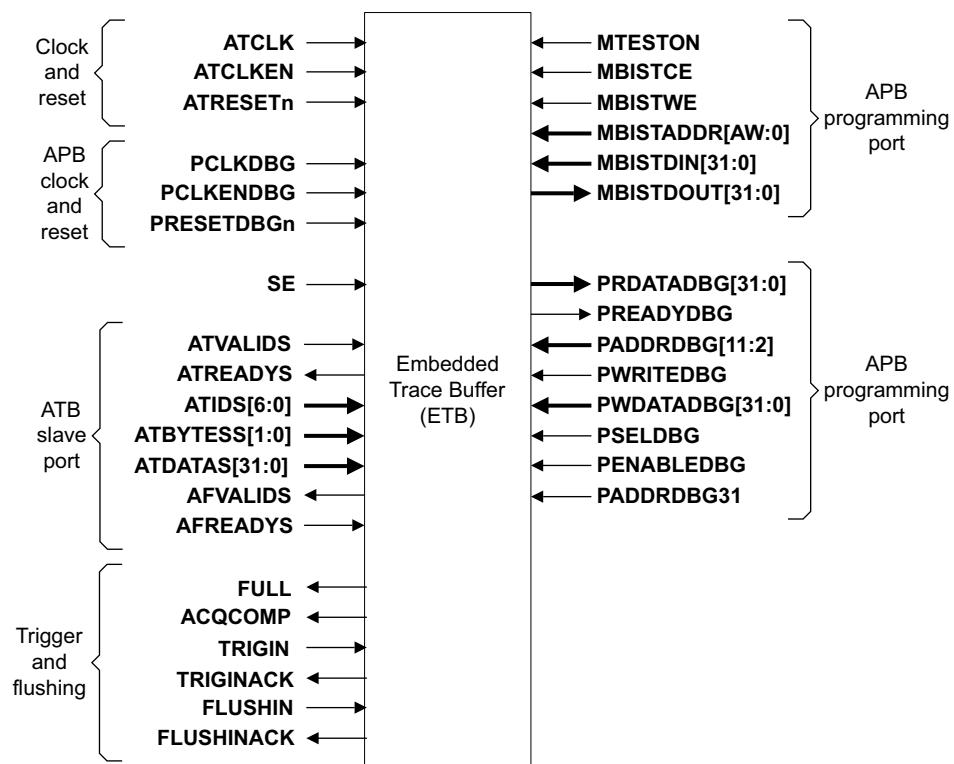 Clock
and
reset
ATCLK
ATCLKEN
ATRESETn
APB
clock
and
reset
PCLKDBG
PCLKENDBG
PRESETDBGn
SE
ATB
slave
port
ATVALIDS
ATREADYS
ATIDS[6:0]
ATBYTESS[1:0]
ATDATAS[31:0]
AFVALIDS
AFREADYS
Trigger
and
flushing
FULL
ACQCOMP
TRIGIN
TRIGINACK
FLUSHIN
FLUSHINACK
Embedded
Trace Buffer
(ETB)
MTESTON
MBISTCE
MBISTWE
MBISTADDR[AW:0]
MBISTDIN[31:0]
MBISTDOUT[31:0]
APB
programming
port
PRDATADBG[31:0]
PREADYDBG
PADDRDBG[11:2]
PWRITEDBG
PWDATADBG[31:0]
PSELDBG
PENABLEDBG
PADDRDBG31
APB
programming
port